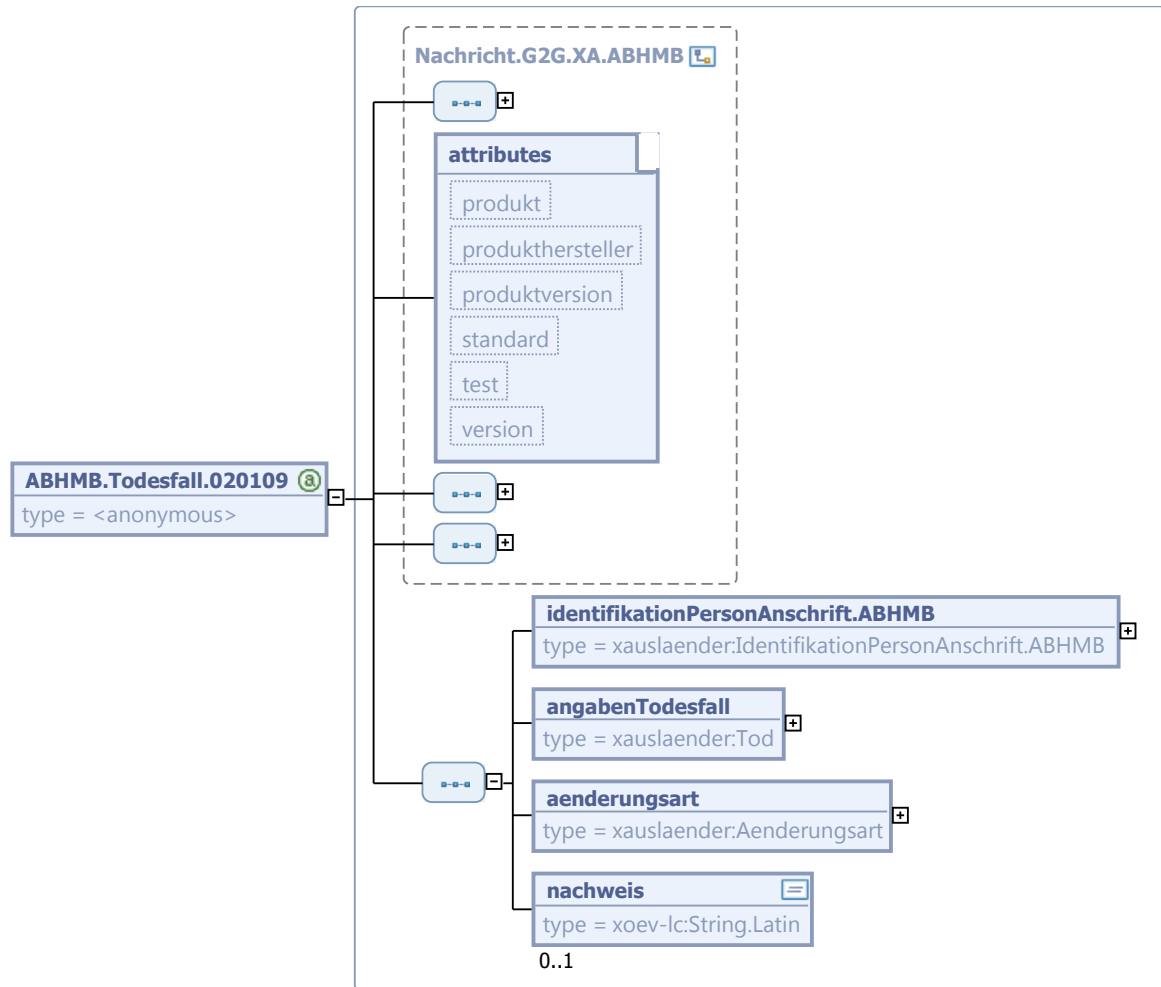 Nachricht.G2G.XA.ABHMB
attributes
produkt
produkthersteller
produktversion
standard
test
version
ABHMB.Todesfall.020109
type = <anonymous>
identifikationPersonAnschrift.ABHMB
type = xauslaender:IdentifikationPersonAnschrift.ABHMB
angabenTodesfall
type = xauslaender:Tod
aenderungsart
type = xauslaender:Aenderungsart
nachweis
type = xoev-lc:String.Latin
0..1